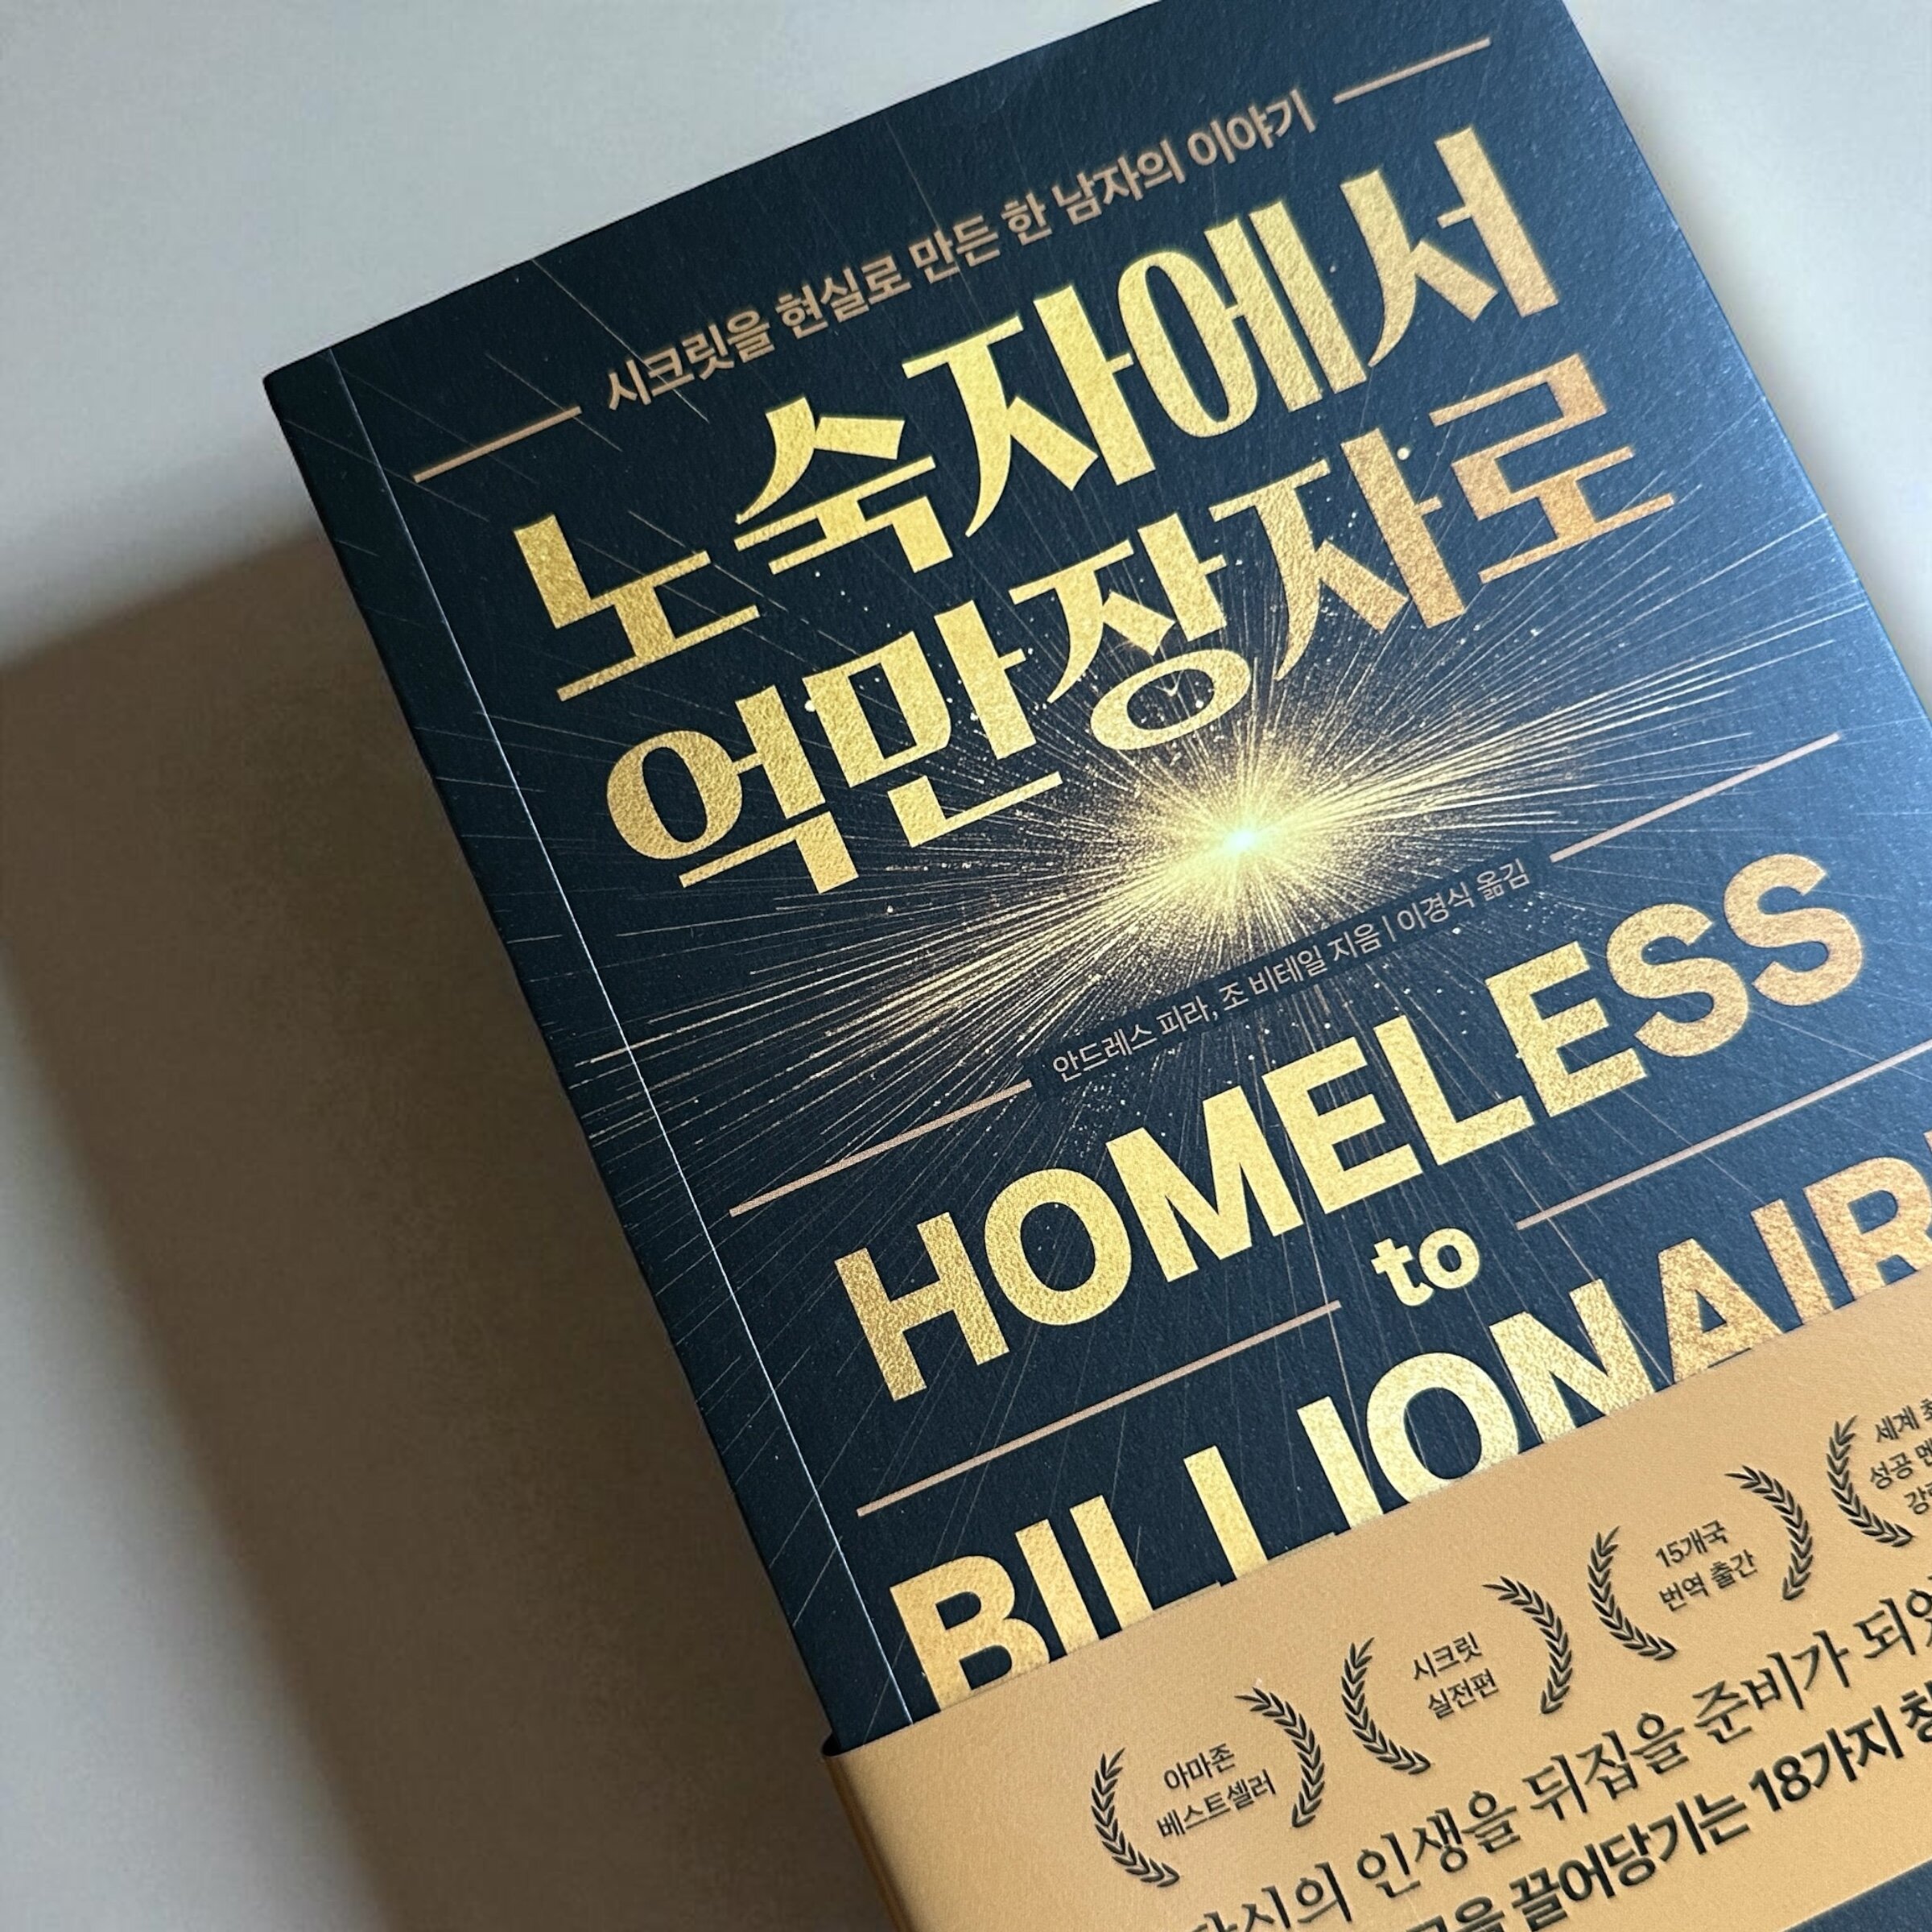 시크릿을 현실로 만든 한 남자의 이야기
노숙자에서
억만장자로
안드레스 피라, 조 비테일 지음 | 이경식 옮김
HOMELESS
to
BILLIONAIR
아마존
베스트셀러
시크릿
실전편
15개국
번역 출간
세계
성공
인생을 뒤집을 준비가
끌어당기는 18가지